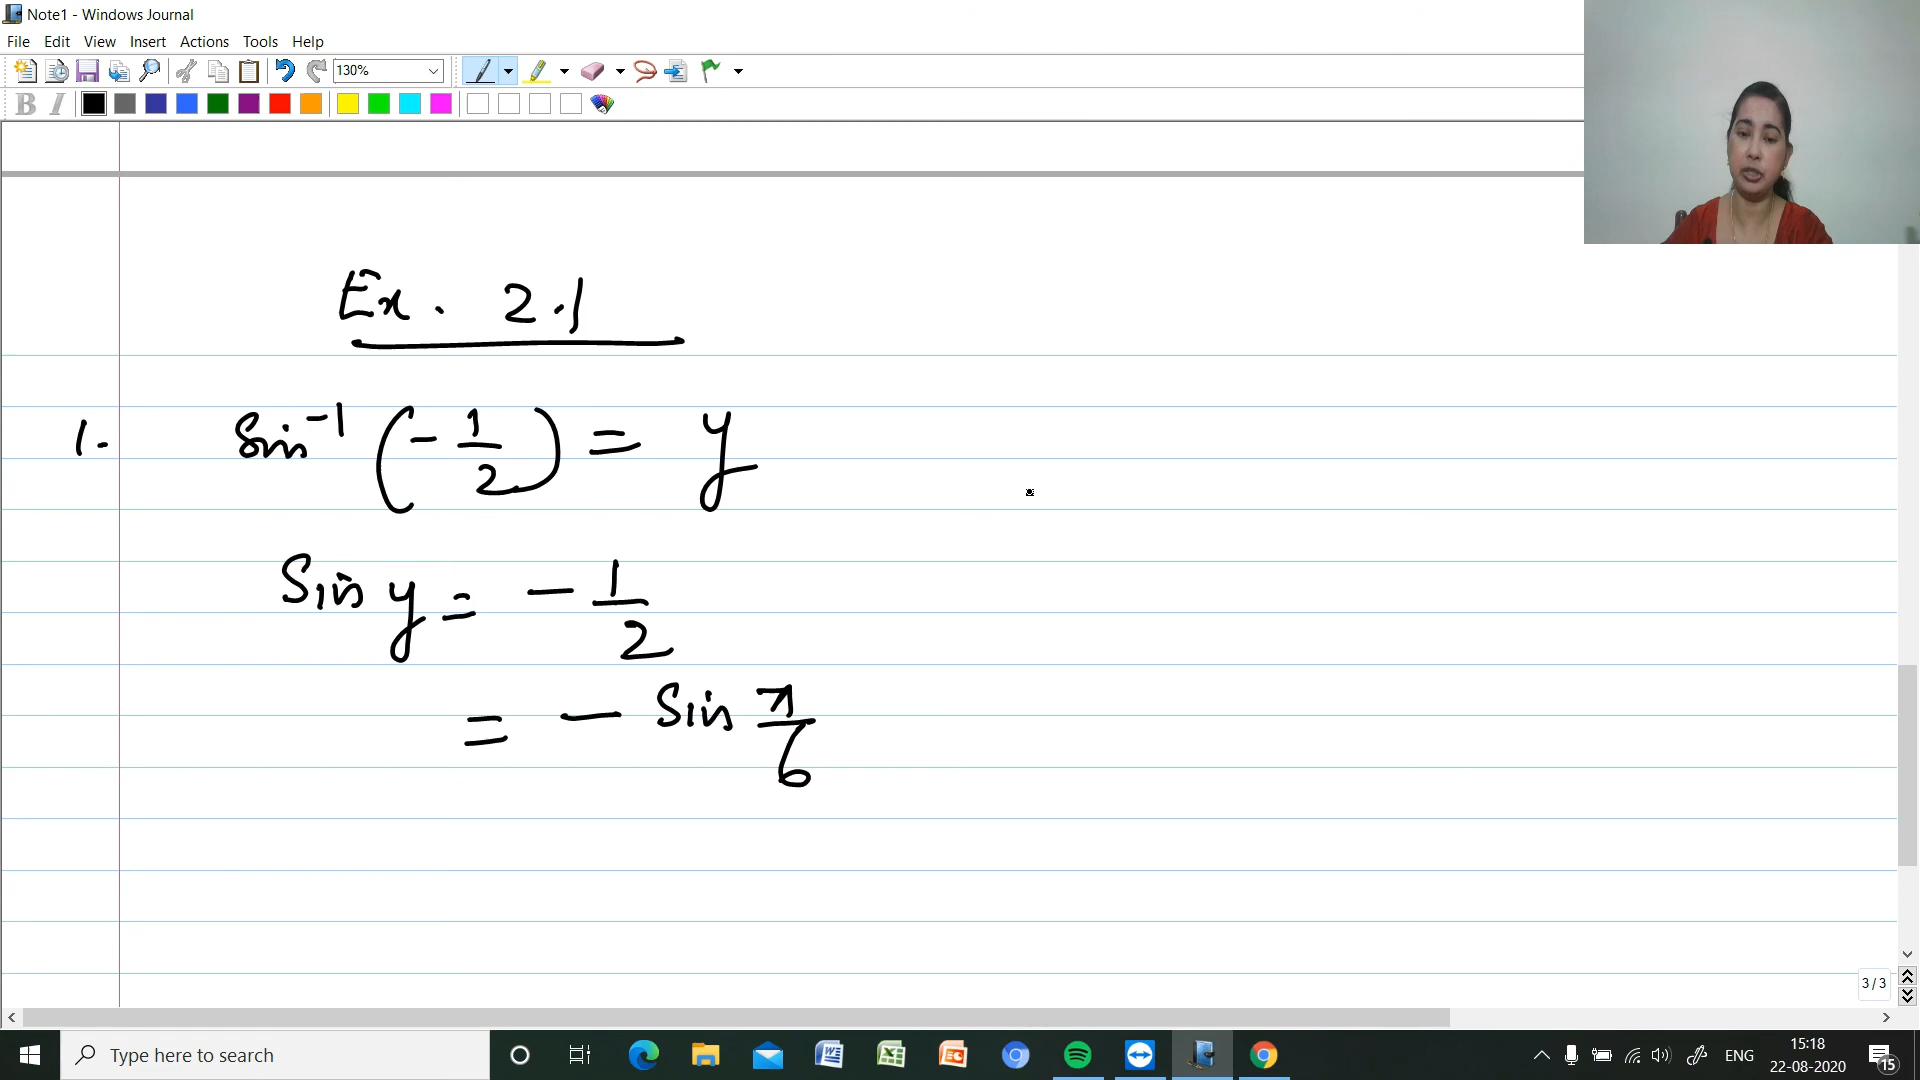 Note1 - Windows Journal
File Edit View Insert Actions Tools Help
130%
B I
Ex. 2.1
1. Sin⁻¹ (-1/2) = y
Sin y = - 1/2
= - Sin π/6
3 / 3
Type here to search
ENG
15:18
22-08-2020
15